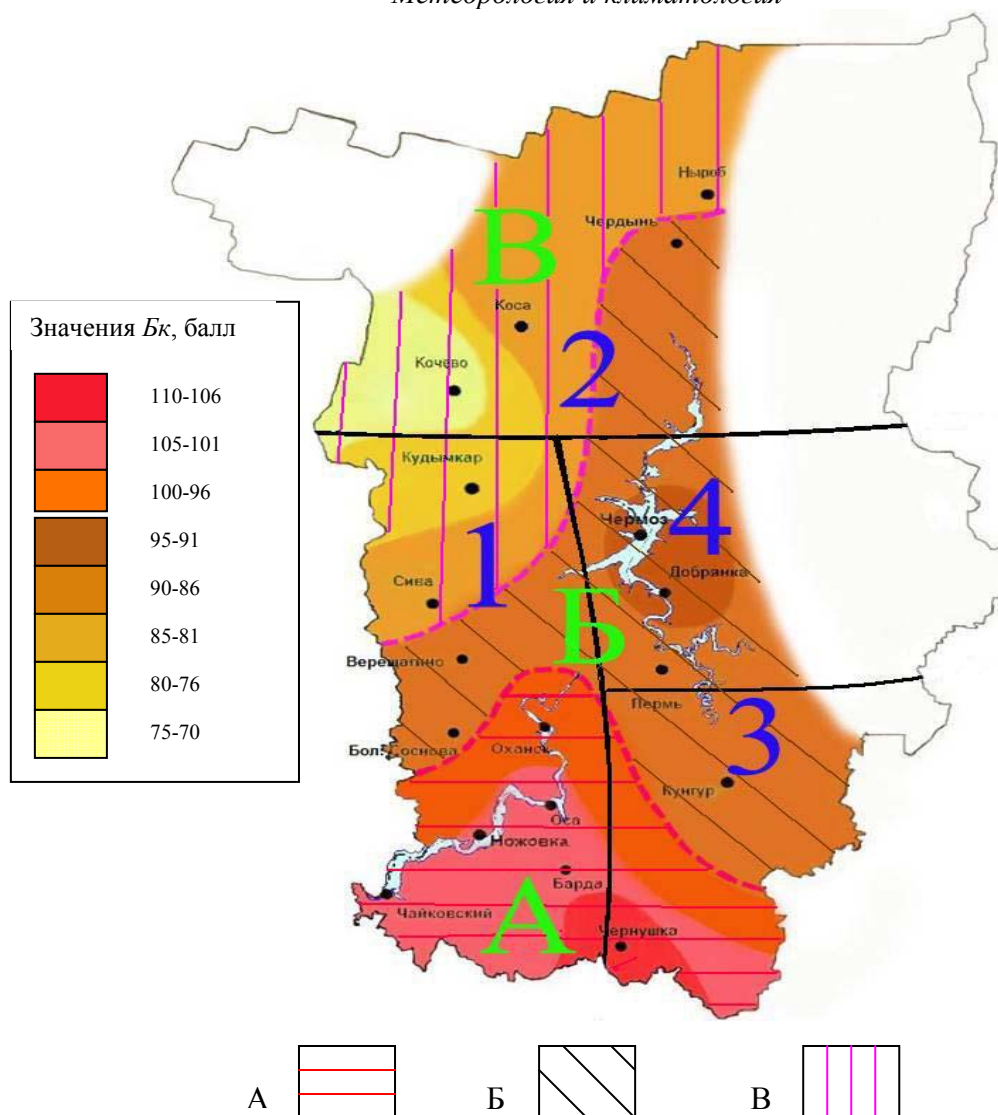 Метеорология и климатология
Ныроб
Чердынь
В
Коса
Значения Бк, балл
2
Кочево
110-106
105-101
Кудымкар
100-96
95-91
Чермоз
4
90-86
1
Добрянка
Сива
85-81
Б
80-76
Верещагино
Пермь
75-70
3
Бол. Соснова
Оханск
Кунгур
Оса
Ножовка
Барда
А
Чайковский
Чернушка
А
Б
В